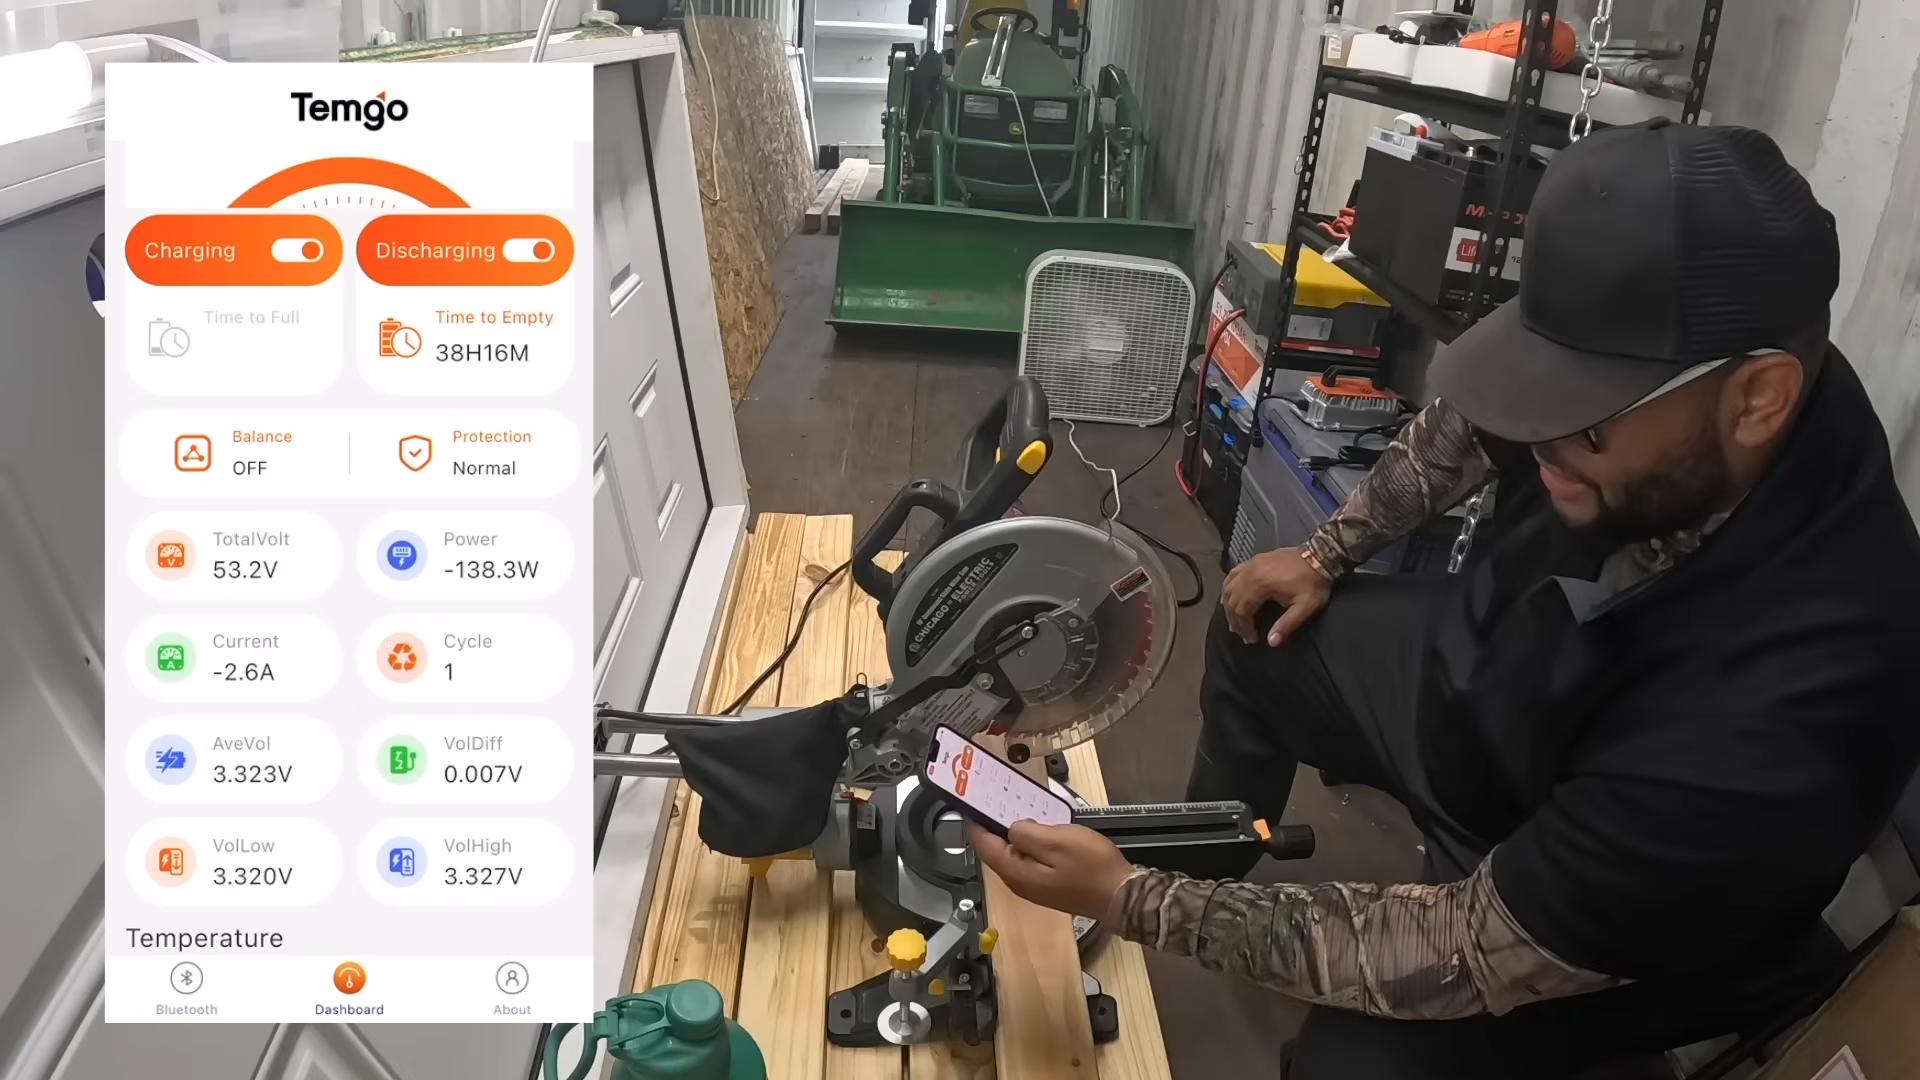 Temgo
Charging
Discharging
Time to Full
Time to Empty
38H16M
Balance
OFF
Protection
Normal
TotalVolt
53.2V
Power
-138.3W
Current
-2.6A
Cycle
1
AveVol
3.323V
VolDiff
0.007V
VolLow
3.320V
VolHigh
3.327V
Temperature
Bluetooth
Dashboard
About
CHICAGO ELECTRIC
POWER TOOLS